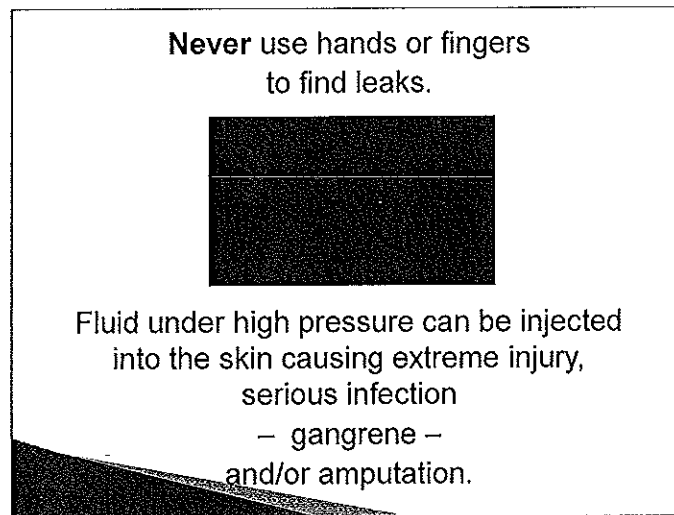 Never use hands or fingers
to find leaks.
Fluid under high pressure can be injected
into the skin causing extreme injury,
serious infection
– gangrene –
and/or amputation.